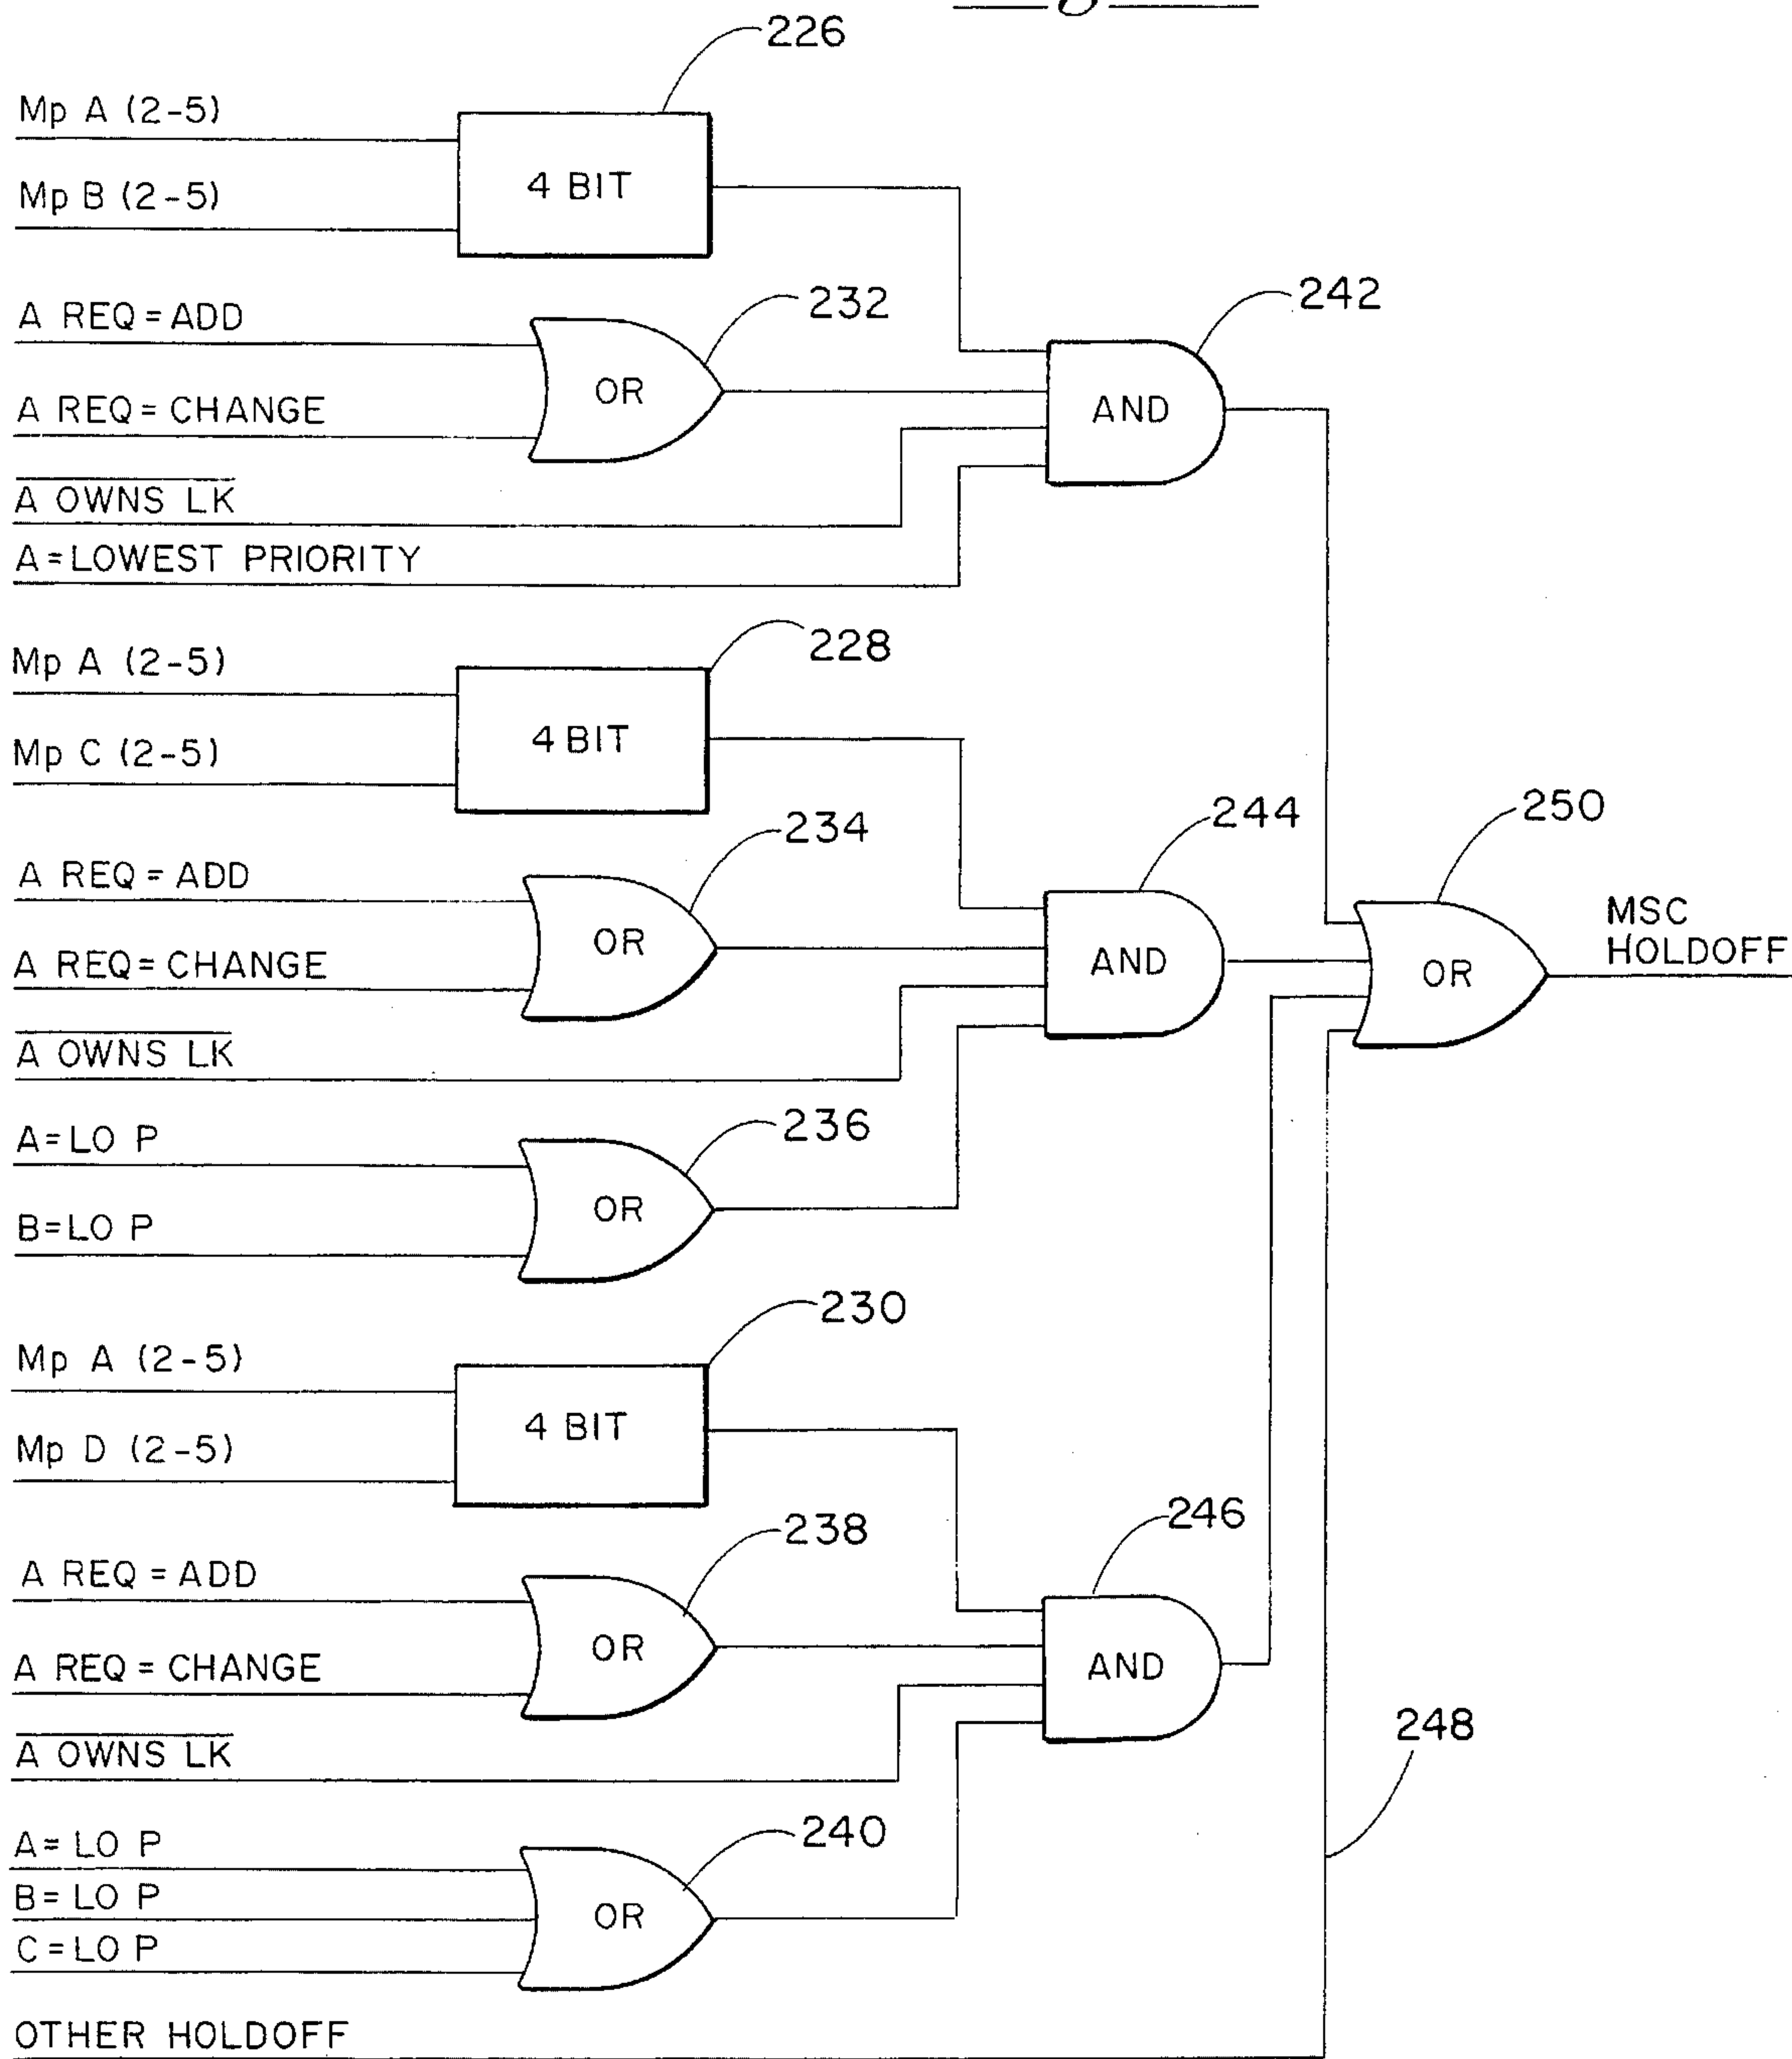 226
Mp A (2-5)
Mp B (2-5)
4 BIT
A REQ = ADD
232
242
A REQ = CHANGE
OR
AND
A OWNS LK
A = LOWEST PRIORITY
Mp A (2-5)
228
Mp C (2-5)
4 BIT
234
244
250
A REQ = ADD
A REQ = CHANGE
OR
AND
OR
MSC
HOLDOFF
A OWNS LK
A = LO P
236
B = LO P
OR
230
Mp A (2-5)
Mp D (2-5)
4 BIT
238
246
A REQ = ADD
A REQ = CHANGE
OR
AND
A OWNS LK
248
A = LO P
240
B = LO P
C = LO P
OR
OTHER HOLDOFF